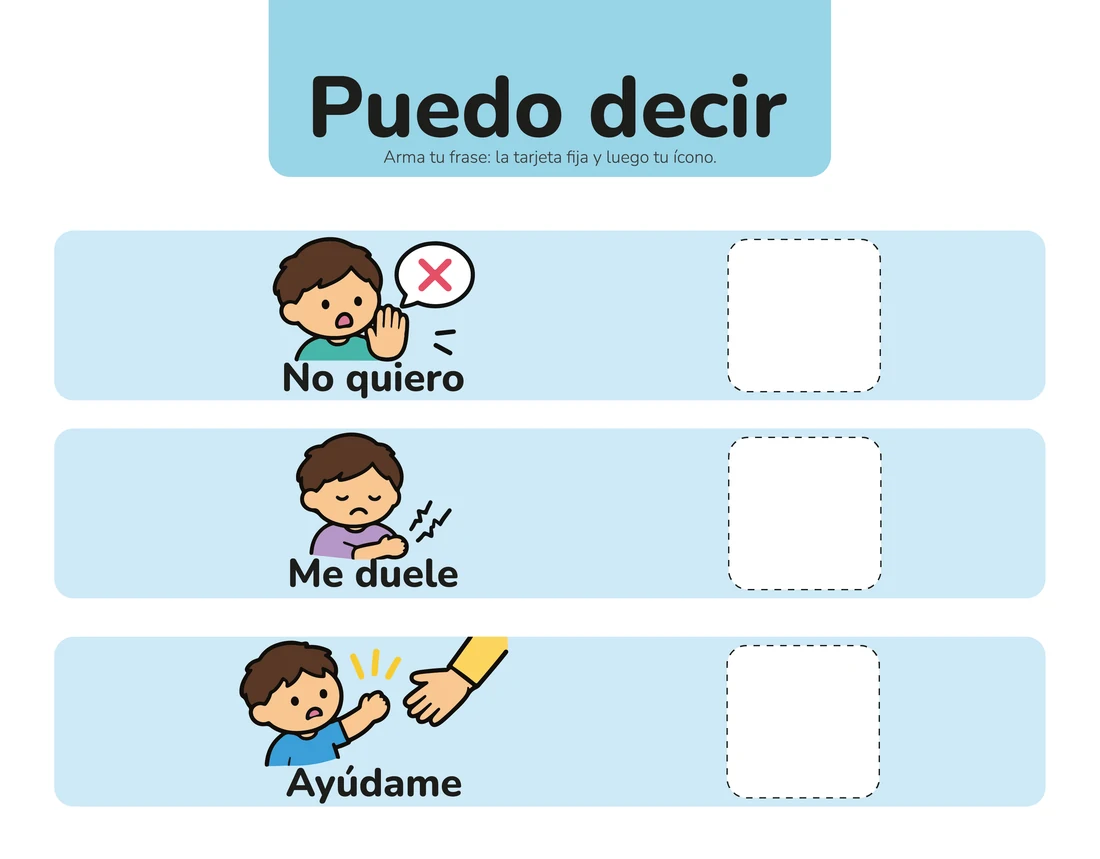 Puedo decir
Arma tu frase: la tarjeta fija y luego tu ícono.
No quiero
Me duele
Ayúdame